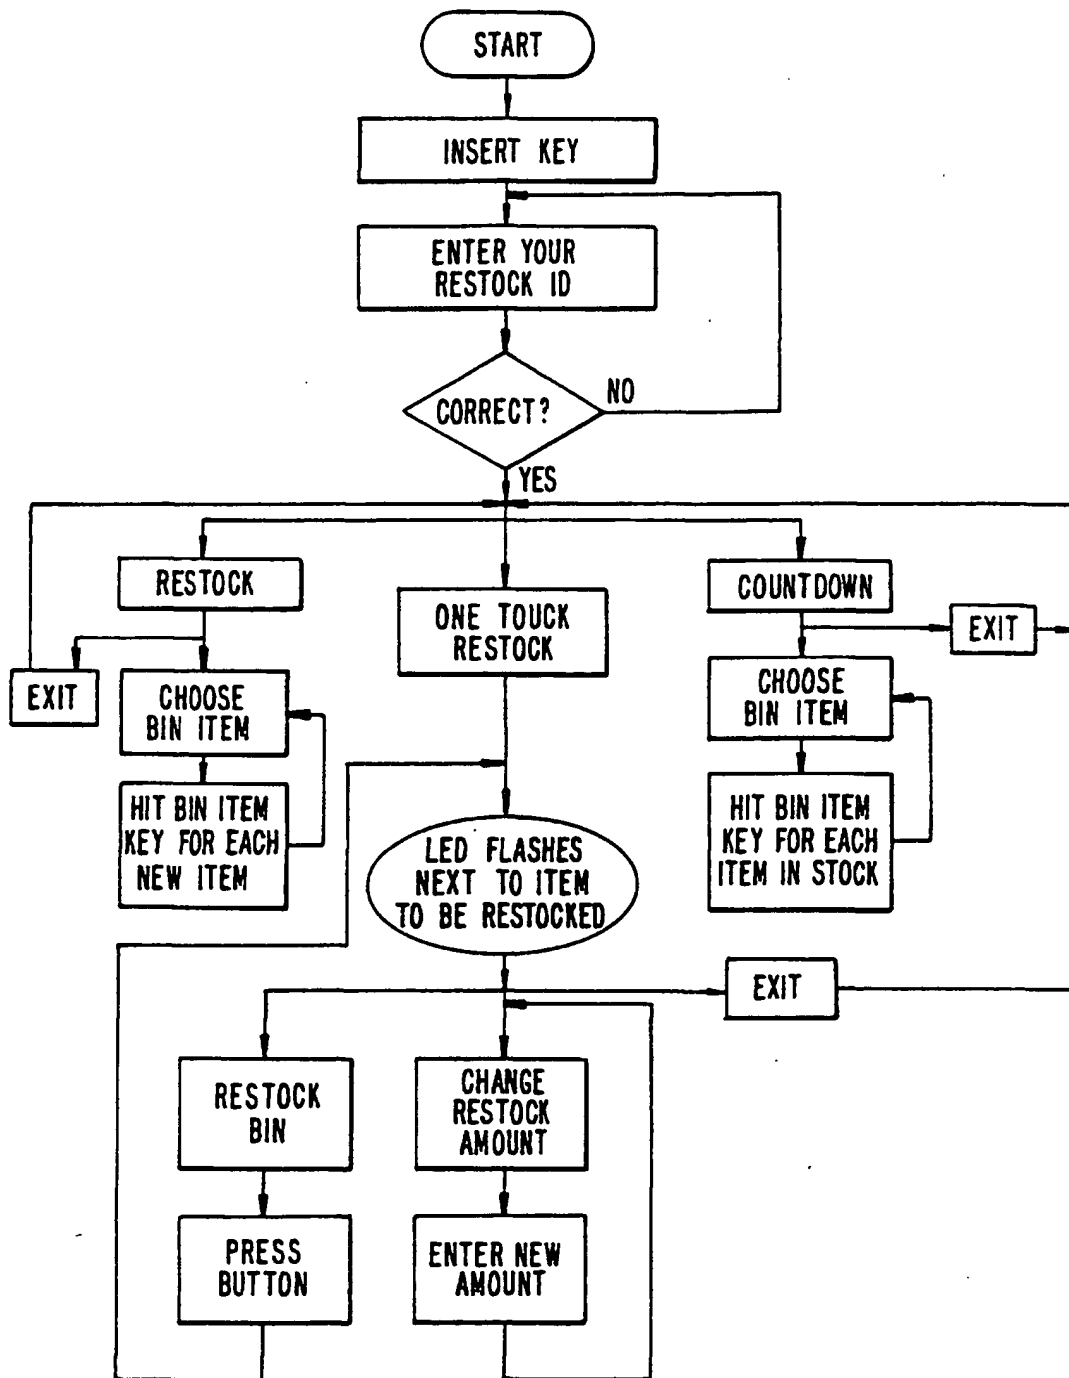 START
INSERT KEY
ENTER YOUR
RESTOCK ID
CORRECT?
NO
YES
RESTOCK
EXIT
CHOOSE
BIN ITEM
HIT BIN ITEM
KEY FOR EACH
NEW ITEM
ONE TOUCK
RESTOCK
COUNTDOWN
EXIT
CHOOSE
BIN ITEM
HIT BIN ITEM
KEY FOR EACH
ITEM IN STOCK
LED FLASHES
NEXT TO ITEM
TO BE RESTOCKED
EXIT
RESTOCK
BIN
PRESS
BUTTON
CHANGE
RESTOCK
AMOUNT
ENTER NEW
AMOUNT